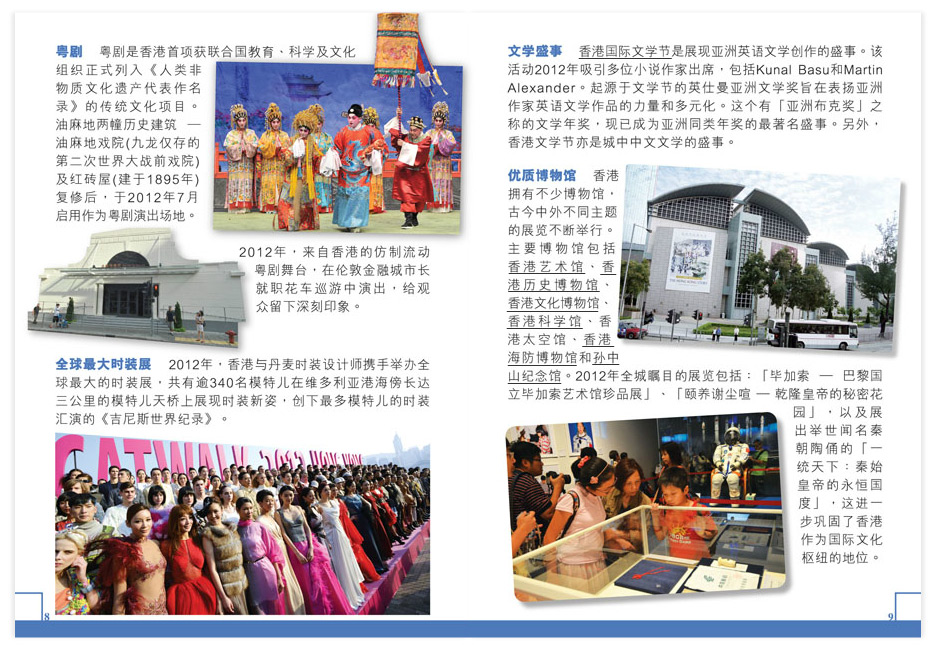 粤剧 粤剧是香港首项获联合国教育、科学及文化
组织正式列入《人类非
物质文化遗产代表作名
录》的传统文化项目。
油麻地两幢历史建筑 —
油麻地戏院(九龙仅存的
第二次世界大战前戏院)
及红砖屋(建于1895年)
复修后，于2012年7月
启用作为粤剧演出场地。
2012年，来自香港的仿制流动
粤剧舞台，在伦敦金融城市长
就职花车巡游中演出，给观
众留下深刻印象。
全球最大时装展 2012年，香港与丹麦时装设计师携手举办全
球最大的时装展，共有逾340名模特儿在维多利亚港海傍长达
三公里的模特儿天桥上展现时装新姿，创下最多模特儿的时装
汇演的《吉尼斯世界纪录》。
CATWALK 2012 HONG KONG
8
文学盛事 香港国际文学节是展现亚洲英语文学创作的盛事。该
活动2012年吸引多位小说作家出席，包括Kunal Basu和Martin
Alexander。起源于文学节的英仕曼亚洲文学奖旨在表扬亚洲
作家英语文学作品的力量和多元化。这个有「亚洲布克奖」之
称的文学年奖，现已成为亚洲同类年奖的最著名盛事。另外，
香港文学节亦是城中中文文学的盛事。
优质博物馆 香港
拥有不少博物馆，
古今中外不同主题
的展览不断举行。
主要博物馆包括
香港艺术馆、香
港历史博物馆、
香港文化博物馆、
香港科学馆、香
港太空馆、香港
海防博物馆和孙中
山纪念馆。2012年全城瞩目的展览包括：「毕加索 — 巴黎国
立毕加索艺术馆珍品展」、「颐养谢尘喧 — 乾隆皇帝的秘密花
园」，以及展
出举世闻名秦
朝陶俑的「一
统天下：秦始
皇帝的永恒国
度」，这进一
步巩固了香港
作为国际文化
枢纽的地位。
9